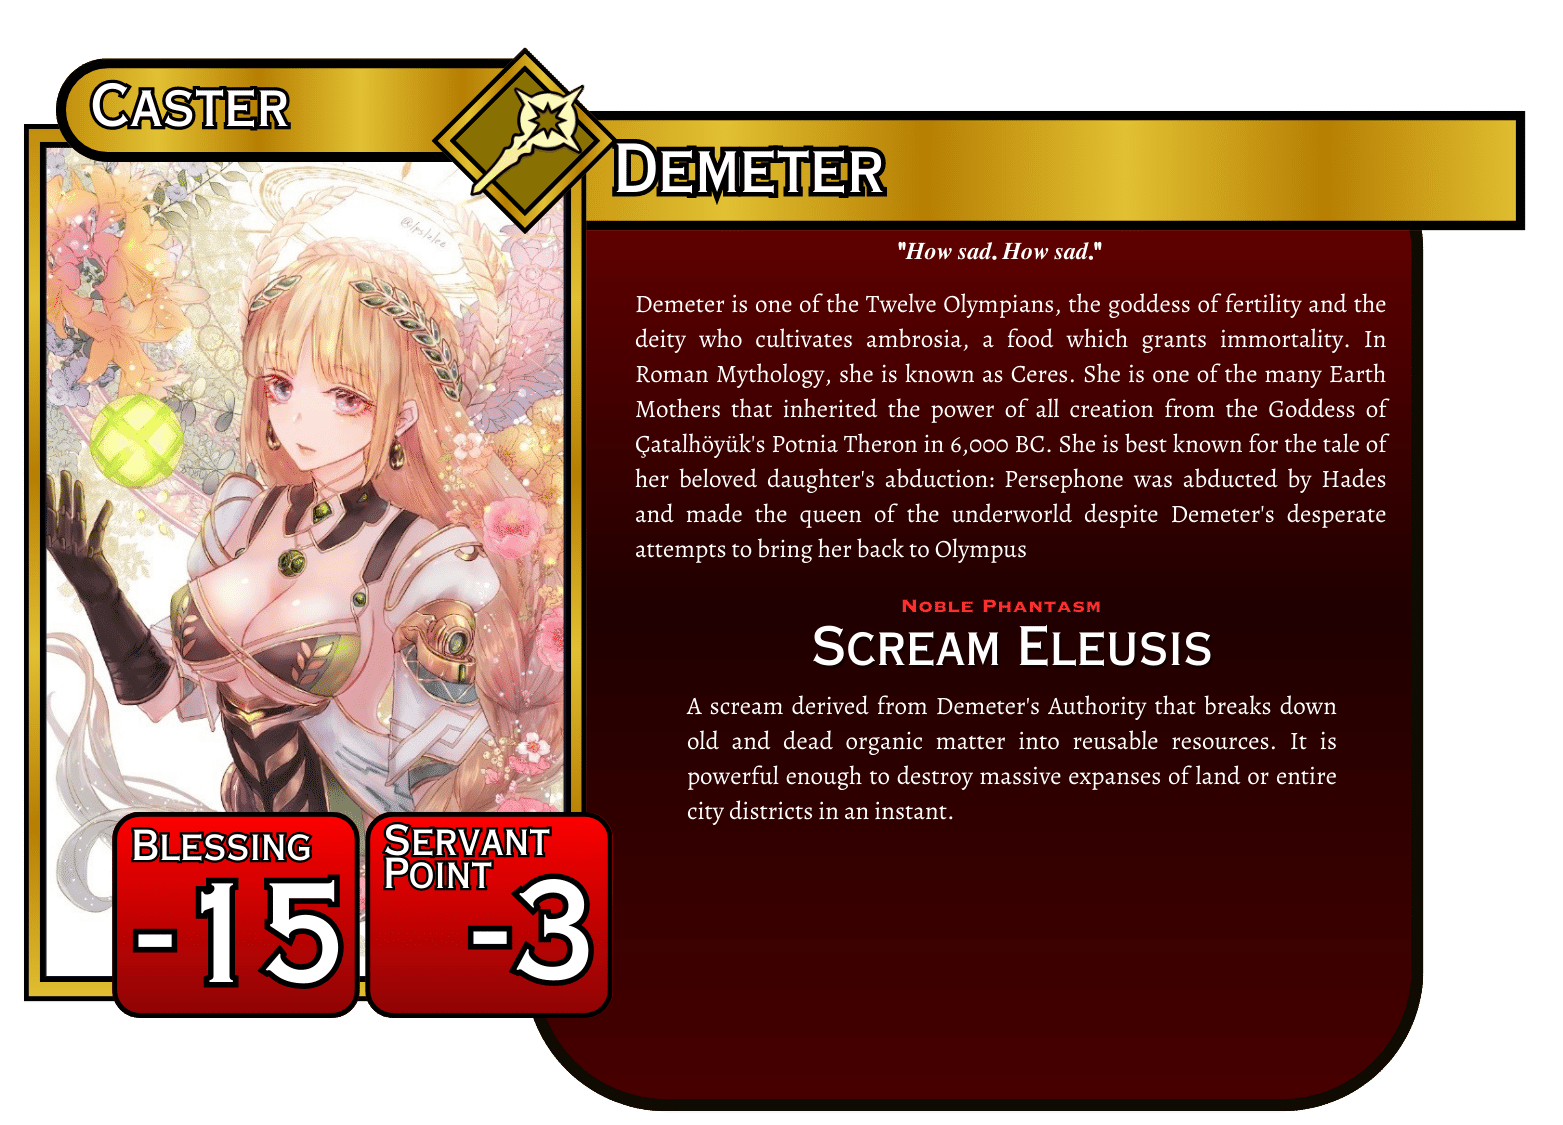 Caster
Demeter
"How sad. How sad."
Demeter is one of the Twelve Olympians, the goddess of fertility and the
deity who cultivates ambrosia, a food which grants immortality. In
Roman Mythology, she is known as Ceres. She is one of the many Earth
Mothers that inherited the power of all creation from the Goddess of
Çatalhöyük's Potnia Theron in 6,000 BC. She is best known for the tale of
her beloved daughter's abduction: Persephone was abducted by Hades
and made the queen of the underworld despite Demeter's desperate
attempts to bring her back to Olympus
Noble Phantasm
Scream Eleusis
A scream derived from Demeter's Authority that breaks down
old and dead organic matter into reusable resources. It is
powerful enough to destroy massive expanses of land or entire
city districts in an instant.
Blessing
-15
Servant
Point
-3